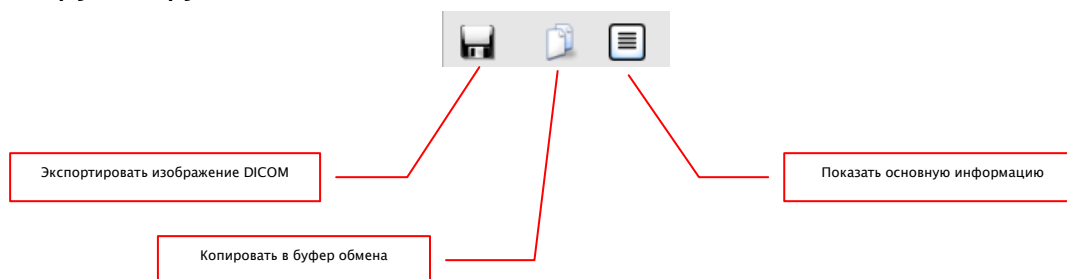 Экспортировать изображение DICOM
Показать основную информацию
Копировать в буфер обмена